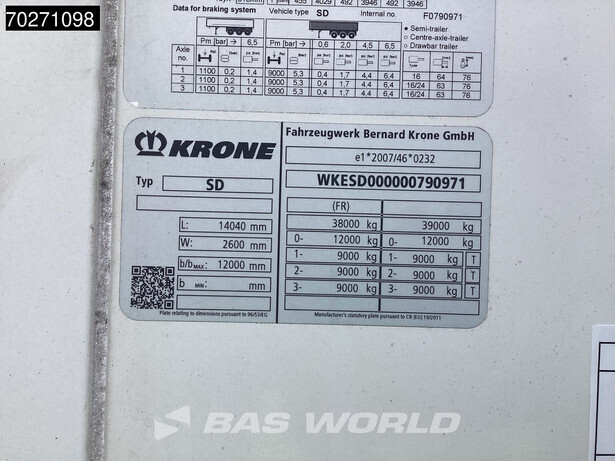 70271098
4 1100 455 4029 492 3946 492 3946
Data for braking system
Vehicle type SD
Internal no. F0790971
Axle no.
Pm [bar] → 6,5
Pm [bar] → 0,6 2,0 4,5 6,5
● Semi-trailer
○ Centre-axle-trailer
○ Drawbar trailer
1 1100 0,2 1,4 9000 5,3 0,4 1,7 4,4 6,4 16 64 76
2 1100 0,2 1,4 9000 5,3 0,4 1,7 4,4 6,4 16/24 63 76
3 1100 0,2 1,4 9000 5,3 0,4 1,7 4,4 6,4 16/24 63 76
KRONE
Typ SD
L: 14040 mm
W: 2600 mm
b/bMAX: 12000 mm
b MIN: mm
Plate relating to dimensions pursuant to 96/53/EG
Fahrzeugwerk Bernard Krone GmbH
e1*2007/46*0232
WKESD000000790971
(FR)
38000 kg 39000 kg
0- 12000 kg 0- 12000 kg
1- 9000 kg 1- 9000 kg T
2- 9000 kg 2- 9000 kg T
3- 9000 kg 3- 9000 kg T
Manufacturer's statutory plate pursuant to CR (EU) 19/2011
BAS WORLD